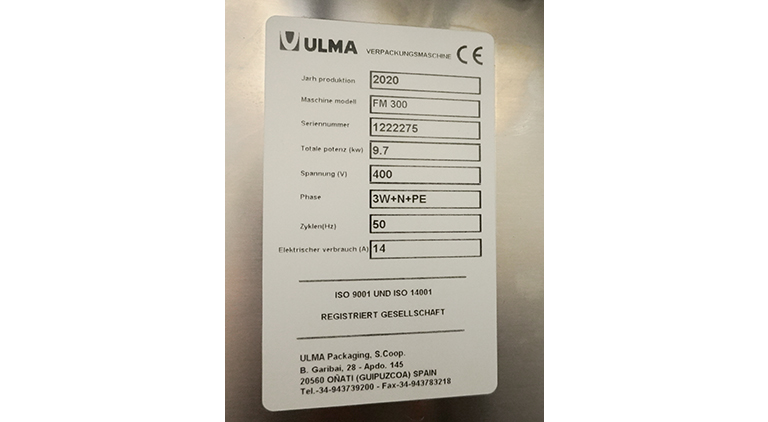 ULMA VERPACKUNGSMASCHINE CE
Jarh produktion 2020
Maschine modell FM 300
Seriennummer 1222275
Totale potenz (kw) 9.7
Spannung (V) 400
Phase 3W+N+PE
Zyklen(Hz) 50
Elektrischer verbrauch (A) 14
ISO 9001 UND ISO 14001
REGISTRIERT GESELLSCHAFT
ULMA Packaging, S.Coop.
B. Garibai, 28 - Apdo. 145
20560 OÑATI (GUIPUZCOA) SPAIN
Tel.-34-943739200 - Fax-34-943783218